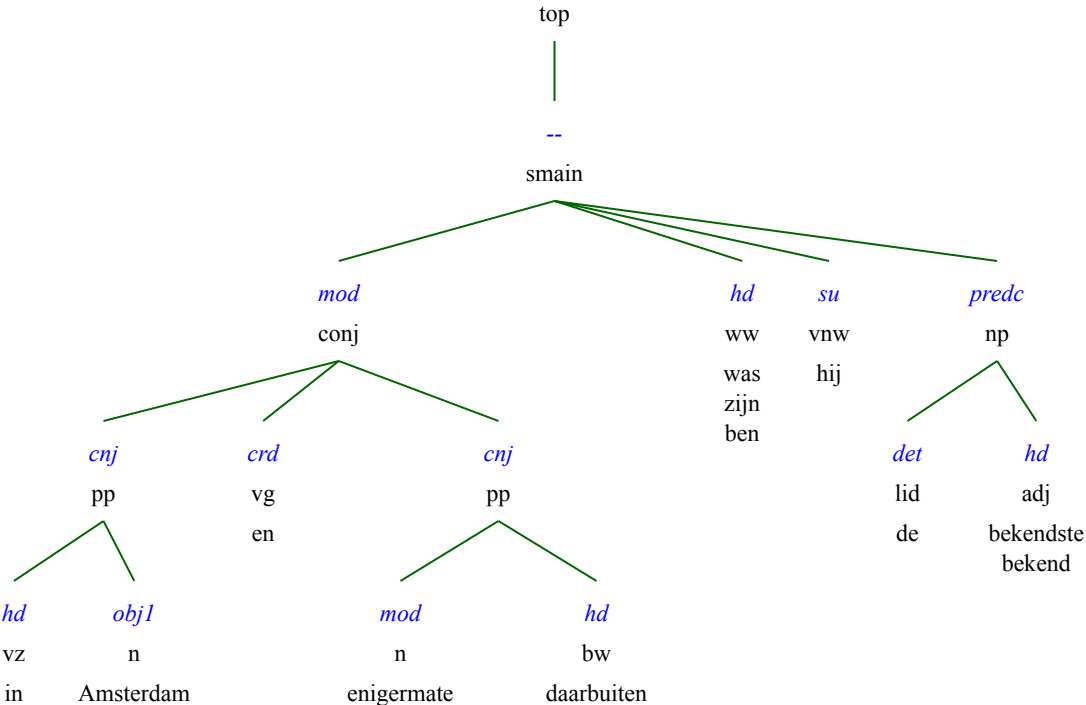 top
--
smain
mod hd su predc
conj ww vnw np
was hij
zijn
ben
cnj crd cnj det hd
pp vg pp lid adj
en de bekendste
bekend
hd obj1 mod hd
vz n n bw
in Amsterdam enigermate daarbuiten